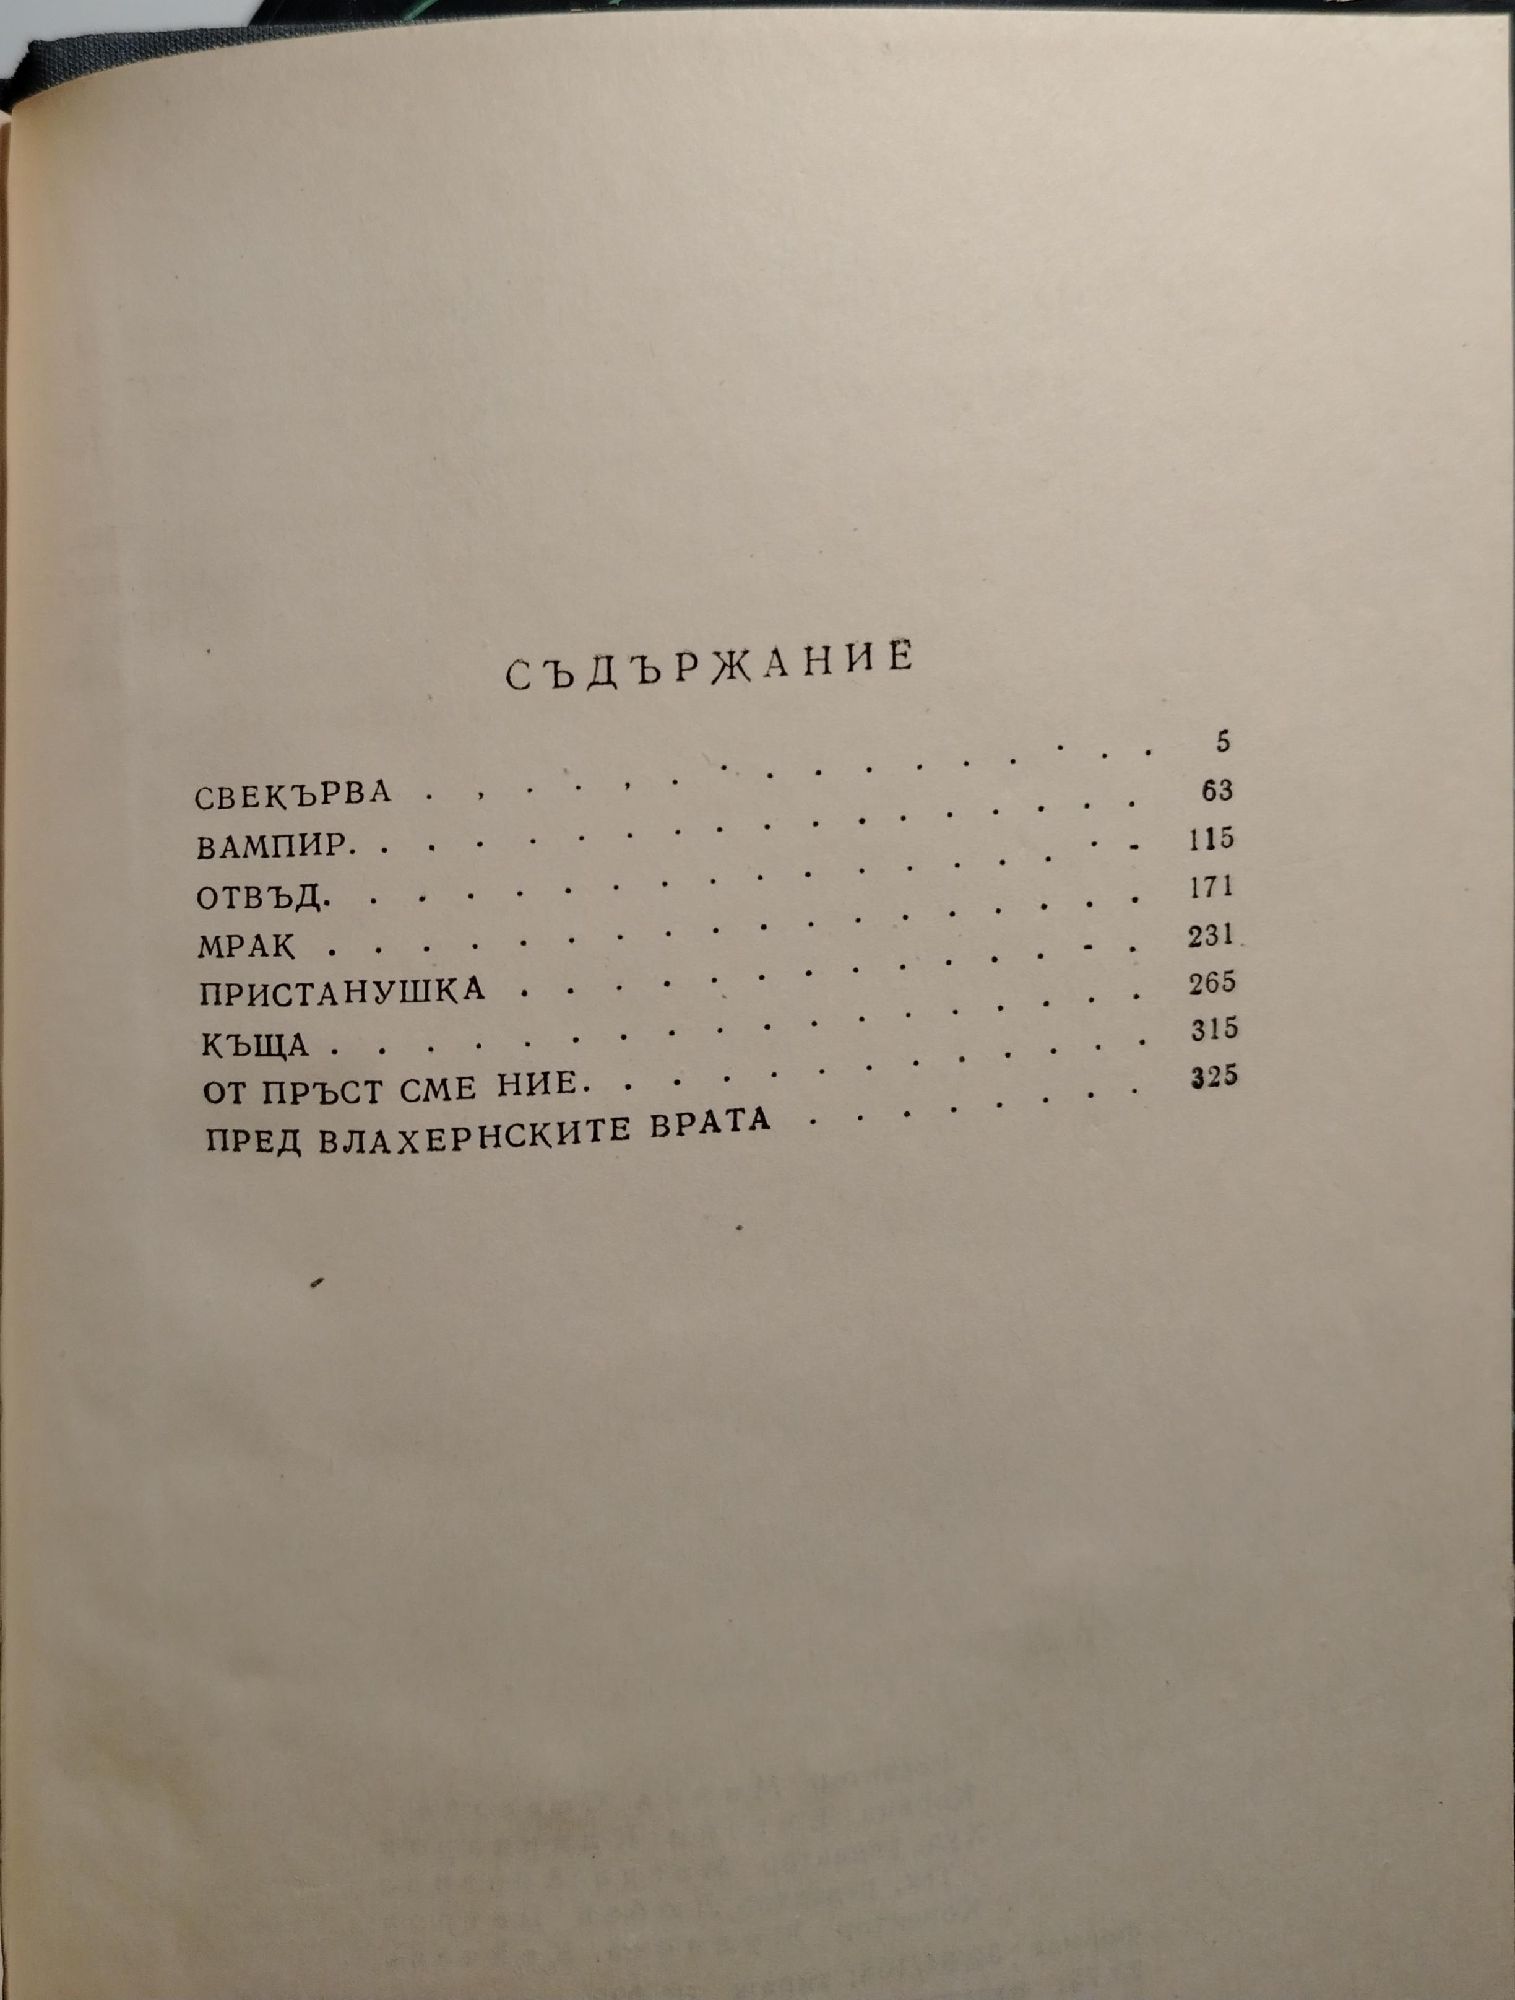 СЪДЪРЖАНИЕ
СВЕКЪРВА . . . . . . . . . . . . . . . . 5
ВАМПИР. . . . . . . . . . . . . . . . . 63
ОТВЪД. . . . . . . . . . . . . . . . . . 115
МРАК . . . . . . . . . . . . . . . . . . 171
ПРИСТАНУШКА . . . . . . . . . . . . . . 231
КЪЩА . . . . . . . . . . . . . . . . . . 265
ОТ ПРЪСТ СМЕ НИЕ. . . . . . . . . . . . 315
ПРЕД ВЛАХЕРНСКИТЕ ВРАТА . . . . . . . . 325